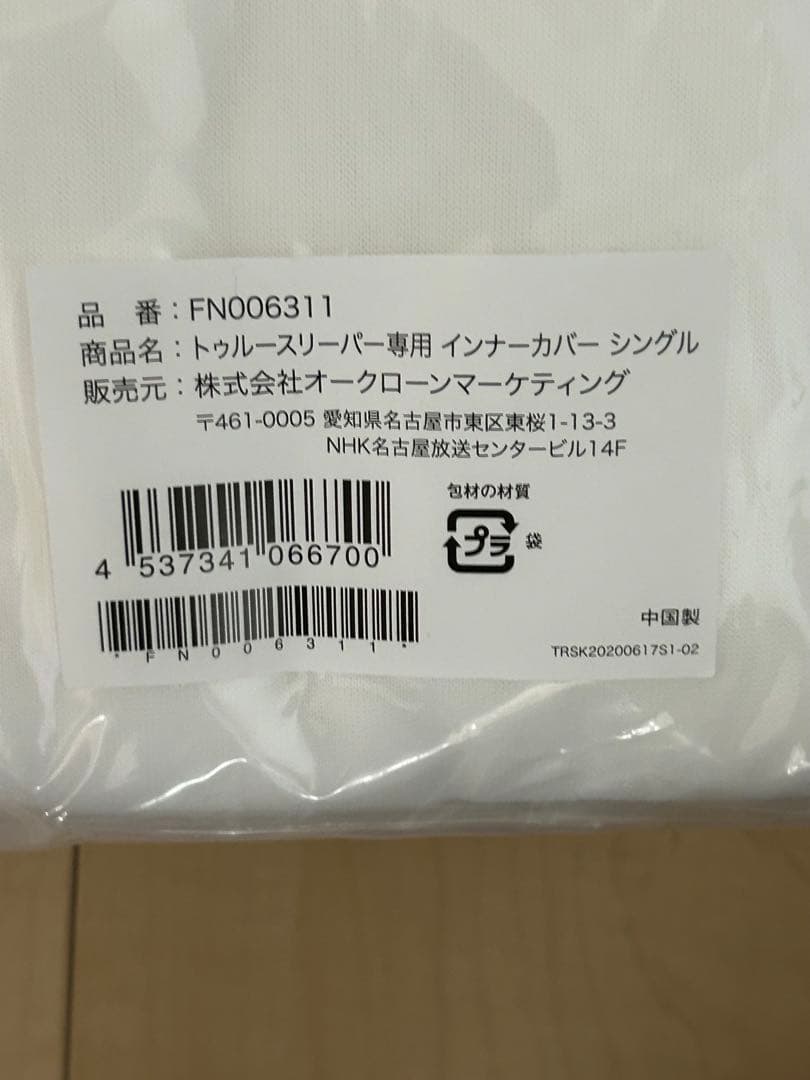 品　番：FN006311
商品名：トゥルースリーパー専用 インナーカバー シングル
販売元：株式会社オークローンマーケティング
〒461-0005 愛知県名古屋市東区東桜1-13-3
NHK名古屋放送センタービル14F
包材の材質
プラ 袋
4 537341 066700
*FN006311*
中国製
TRSK20200617S1-02